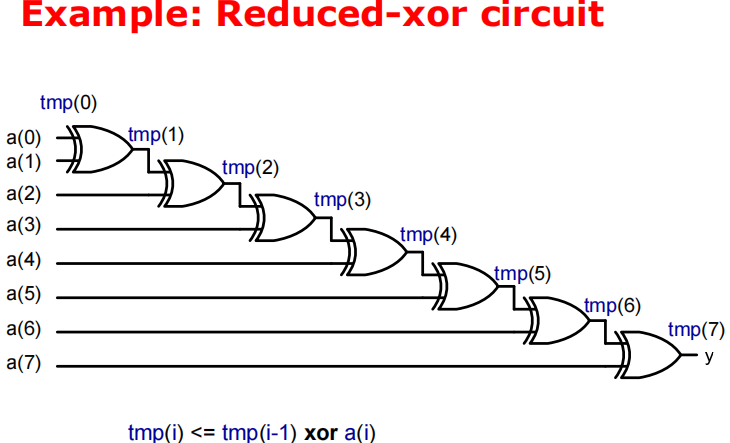 Example: Reduced-xor circuit
tmp(0)
a(0)
tmp(1)
a(1)
tmp(2)
a(2)
tmp(3)
a(3)
tmp(4)
a(4)
tmp(5)
a(5)
tmp(6)
a(6)
tmp(7)
y
a(7)
tmp(i) <= tmp(i-1) xor a(i)